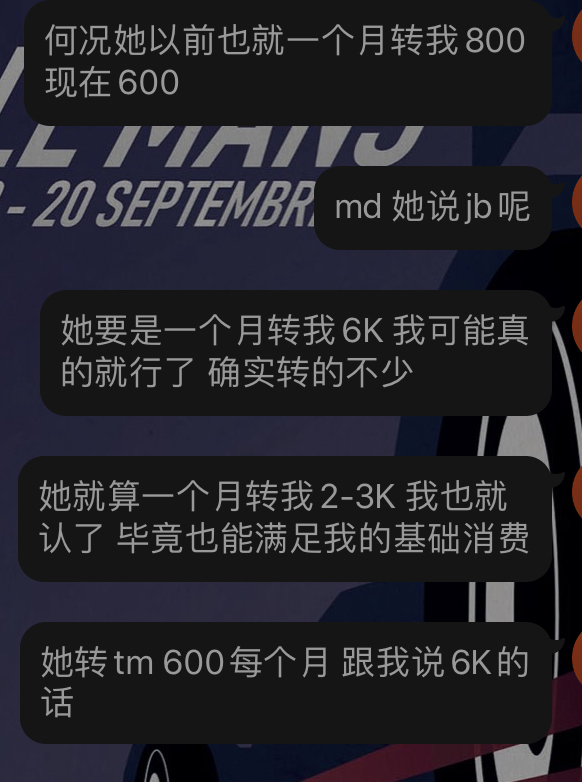 何况她以前也就一个月转我800
现在600
LE MANS
- 20 SEPTEMBR
md 她说jb呢
她要是一个月转我6K 我可能真
的就行了 确实转的不少
她就算一个月转我2-3K 我也就
认了 毕竟也能满足我的基础消费
她转tm 600每个月 跟我说6K的
话